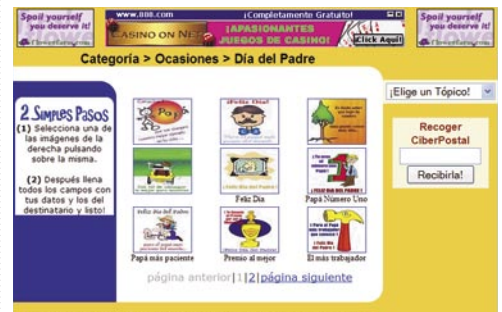 Spoil yourself
you deserve it!
www.888.com
¡Completamente Gratuito!
CASINO ON NET
¡APASIONANTES
JUEGOS DE CASINO!
Click Aquí!
Spoil yourself
you deserve it!
Categoría > Ocasiones > Día del Padre
2 Simples Pasos
(1) Selecciona una de
las imágenes de la
derecha pulsando
sobre la misma.
(2) Después llena
todos los campos con
tus datos y los del
destinatario y listo!
¡Feliz Día!
Feliz Día
Papá Número Uno
Feliz Día del Padre
Papá más paciente
Premio al mejor
El más trabajador
página anterior|1|2|página siguiente
¡Elige un Tópico!
Recoger
CiberPostal
Recibirla!